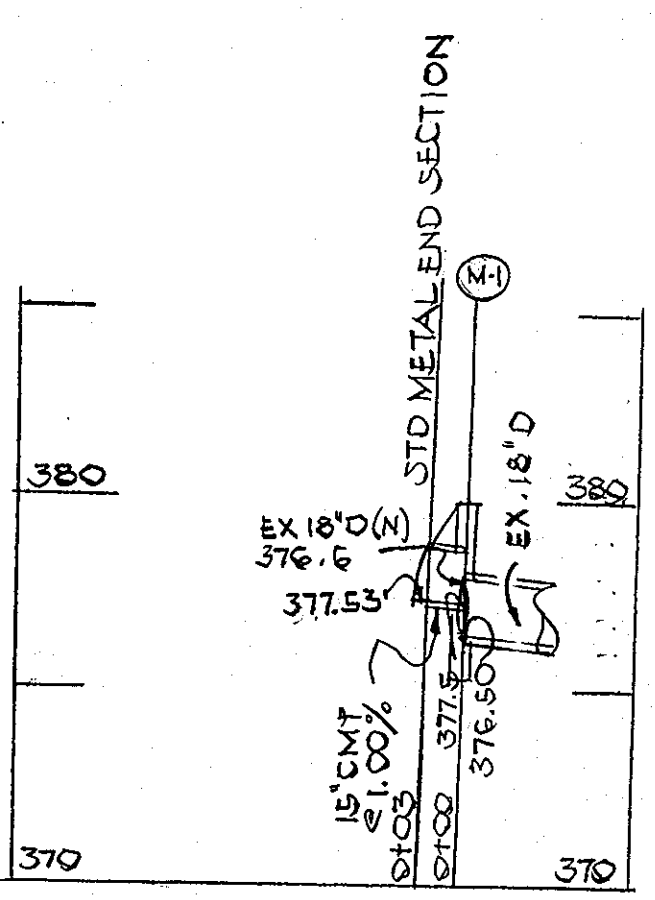 STD METAL END SECTION
M-1
380
EX 18"D(N)
376.6
377.53'
EX. 18"D
380
15"CMT
@1.00%
377.5
376.50
0+03
0+00
370
370